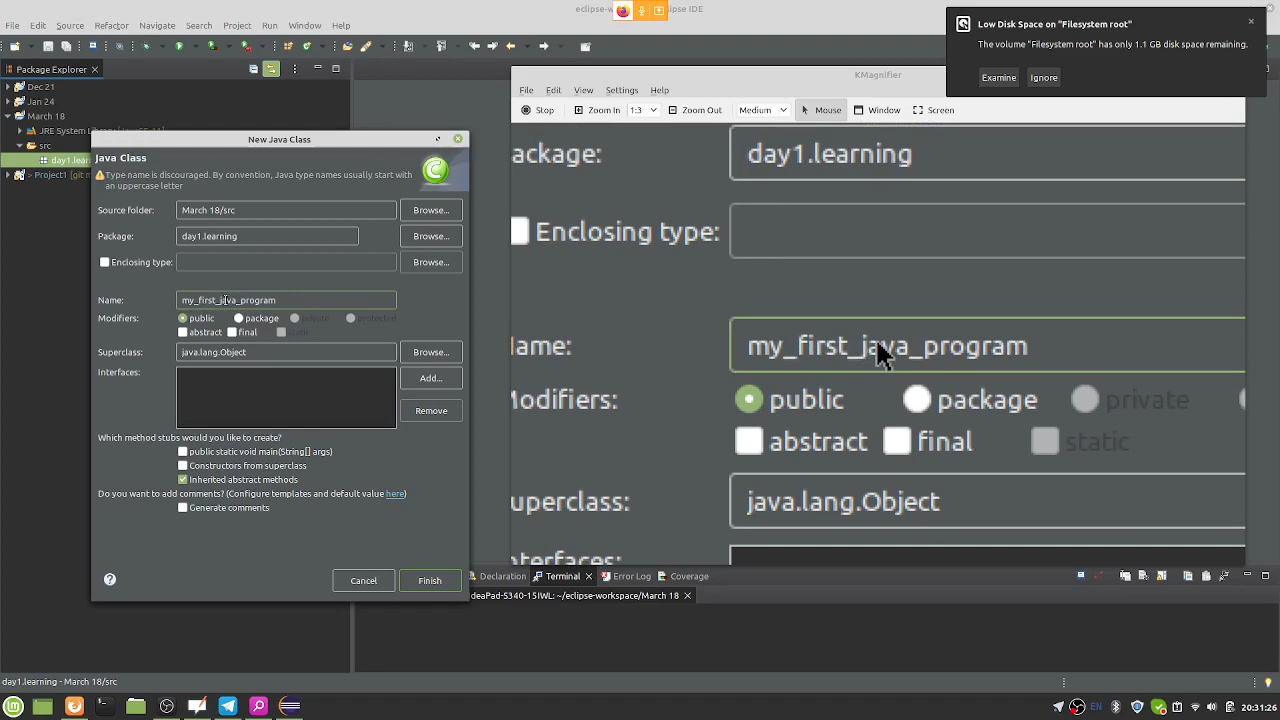 eclipse-w
ipse IDE
File Edit Source Refactor Navigate Search Project Run Window Help
Low Disk Space on "Filesystem root"
The volume "Filesystem root" has only 1.1 GB disk space remaining.
Examine Ignore
Package Explorer
Dec21
Jan 24
March 18
JRE System Library
src
day1.lear
Project1 [git
New Java Class
Java Class
Type name is discouraged. By convention, Java type names usually start with
an uppercase letter
Source folder: March 18/src Browse...
Package: day1.learning Browse...
Enclosing type: Browse...
Name: my_first_java_program
Modifiers: public package private protected
abstract final static
Superclass: java.lang.Object Browse...
Interfaces: Add...
Remove
Which method stubs would you like to create?
public static void main(String[] args)
Constructors from superclass
Inherited abstract methods
Do you want to add comments? (Configure templates and default value here)
Generate comments
? Cancel Finish
KMagnifier
File Edit View Settings Help
Stop Zoom In 1:3 Zoom Out Medium Mouse Window Screen
ackage: day1.learning
Enclosing type:
ame: my_first_java_program
Modifiers: public package private
abstract final static
uperclass: java.lang.Object
nterfaces:
Declaration Terminal Error Log Coverage
deaPad-S340-15IWL: ~/eclipse-workspace/March 18
day1.learning - March 18/src
EN 20:31:26